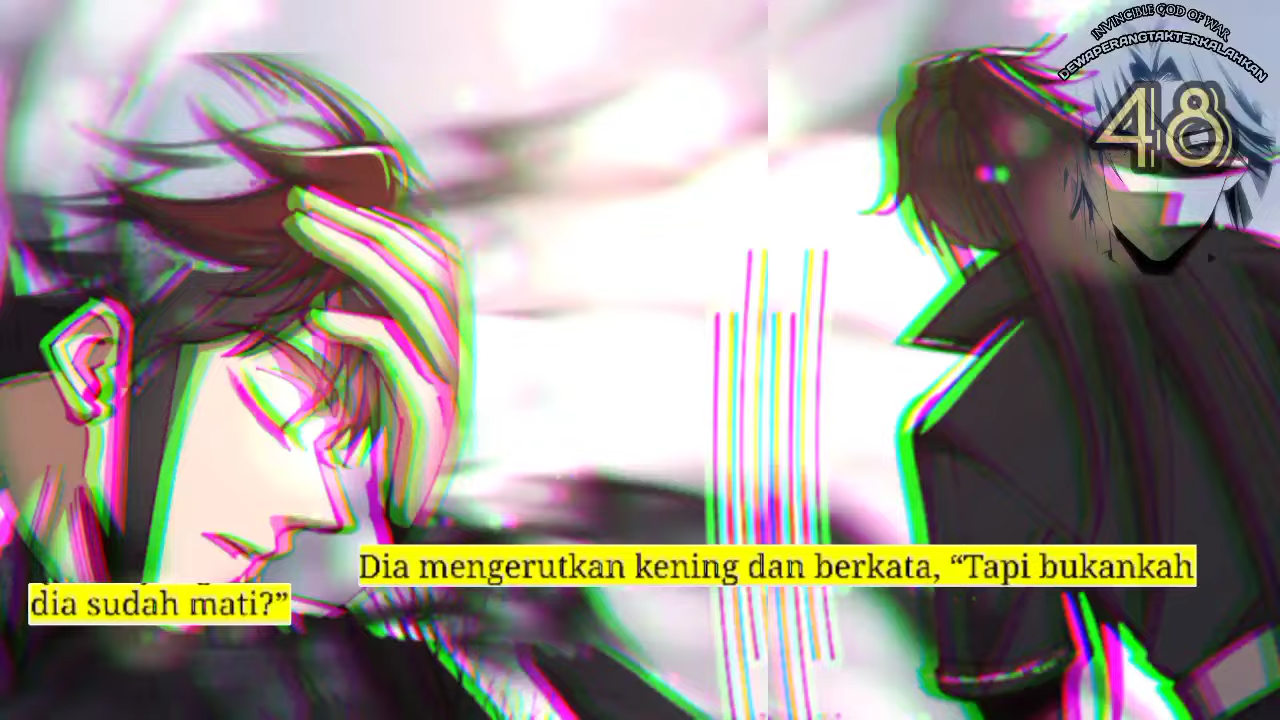 INVINCIBLE GOD OF WAR
DEWAPERANGTAKTERKALAHKAN
48
Dia mengerutkan kening dan berkata, “Tapi bukankah
dia sudah mati?”